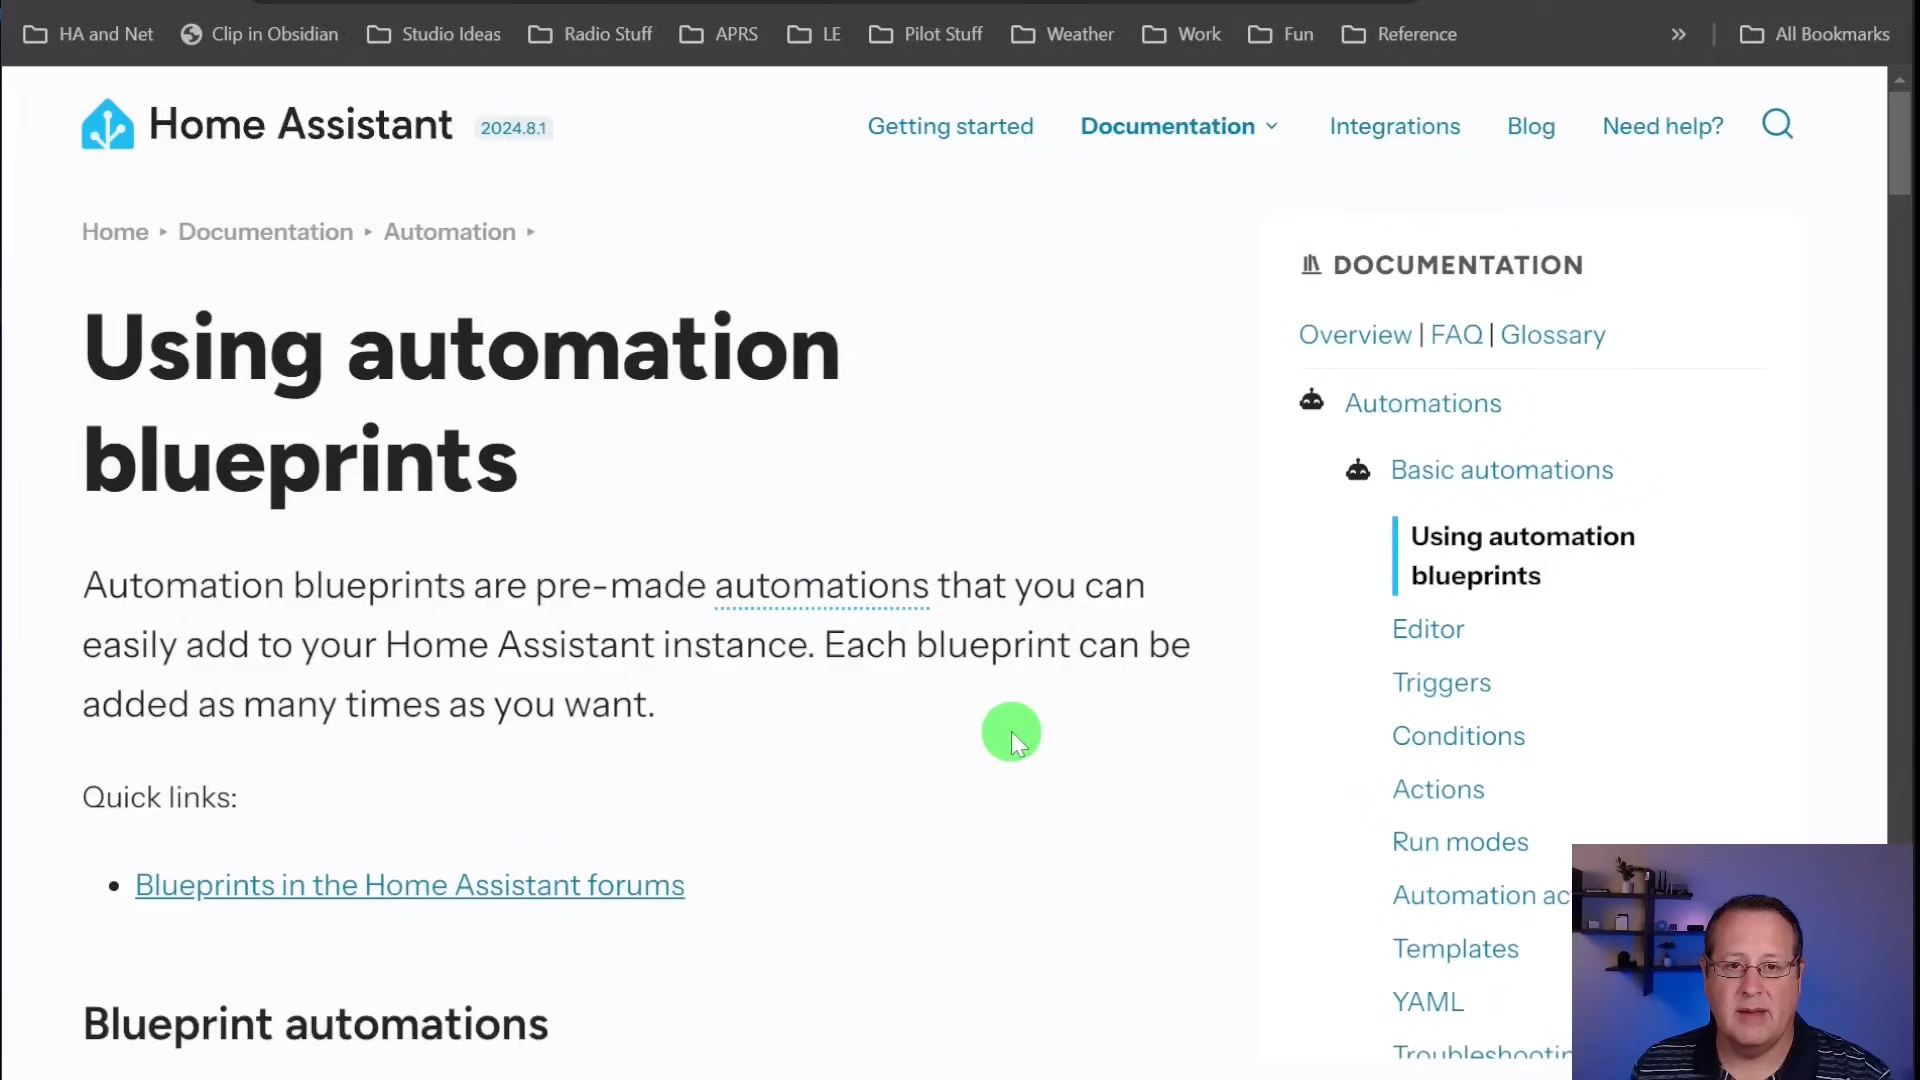 HA and Net
Clip in Obsidian
Studio Ideas
Radio Stuff
APRS
LE
Pilot Stuff
Weather
Work
Fun
Reference
»
All Bookmarks
Home Assistant 2024.8.1
Getting started
Documentation
Integrations
Blog
Need help?
Home ▸ Documentation ▸ Automation ▸
Using automation
blueprints
Automation blueprints are pre-made automations that you can
easily add to your Home Assistant instance. Each blueprint can be
added as many times as you want.
Quick links:
• Blueprints in the Home Assistant forums
Blueprint automations
DOCUMENTATION
Overview | FAQ | Glossary
Automations
Basic automations
Using automation
blueprints
Editor
Triggers
Conditions
Actions
Run modes
Automation ac
Templates
YAML
Troubleshootin